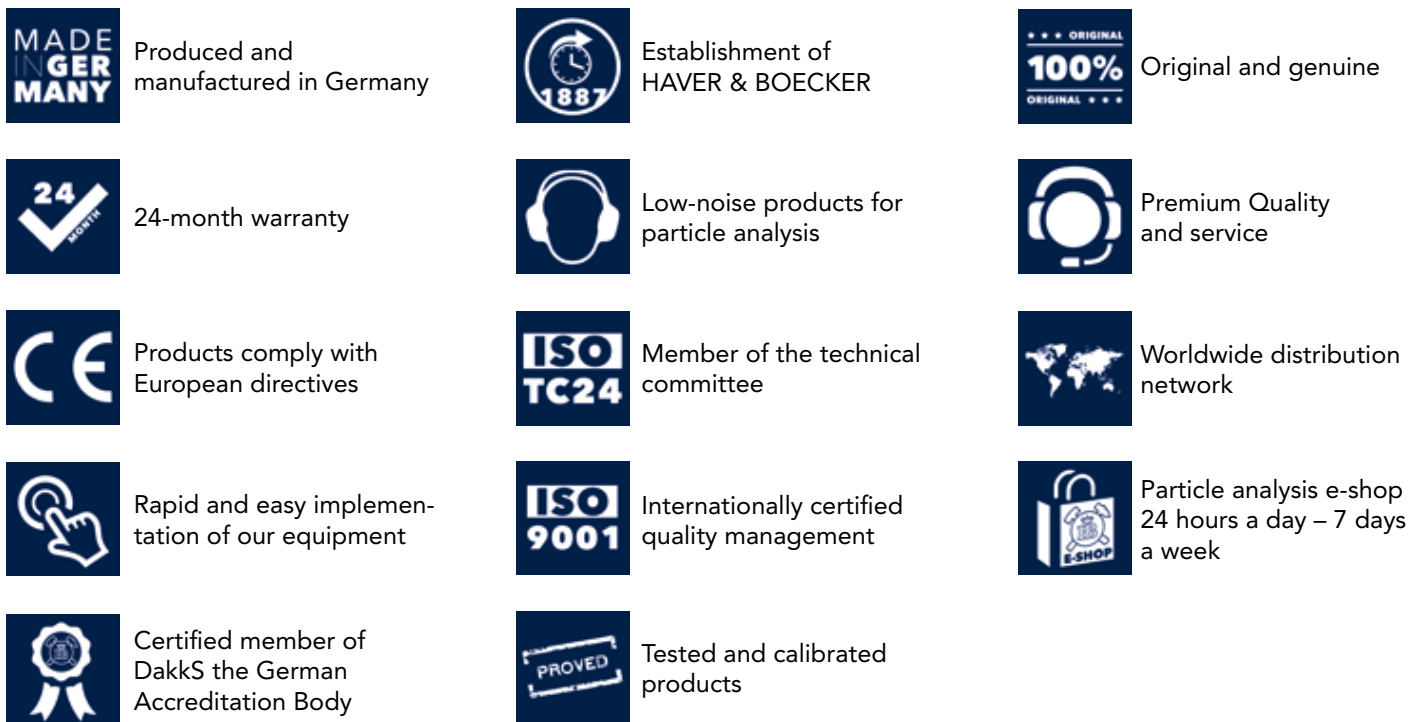 MADE
IN GER
MANY
Produced and
manufactured in Germany
24
MONTH
24-month warranty
CE
Products comply with
European directives
Rapid and easy implemen-
tation of our equipment
Certified member of
DakkS the German
Accreditation Body
1887
Establishment of
HAVER & BOECKER
Low-noise products for
particle analysis
ISO
TC24
Member of the technical
committee
ISO
9001
Internationally certified
quality management
PROVED
Tested and calibrated
products
ORIGINAL
100%
ORIGINAL
Original and genuine
Premium Quality
and service
Worldwide distribution
network
E-SHOP
Particle analysis e-shop
24 hours a day – 7 days
a week